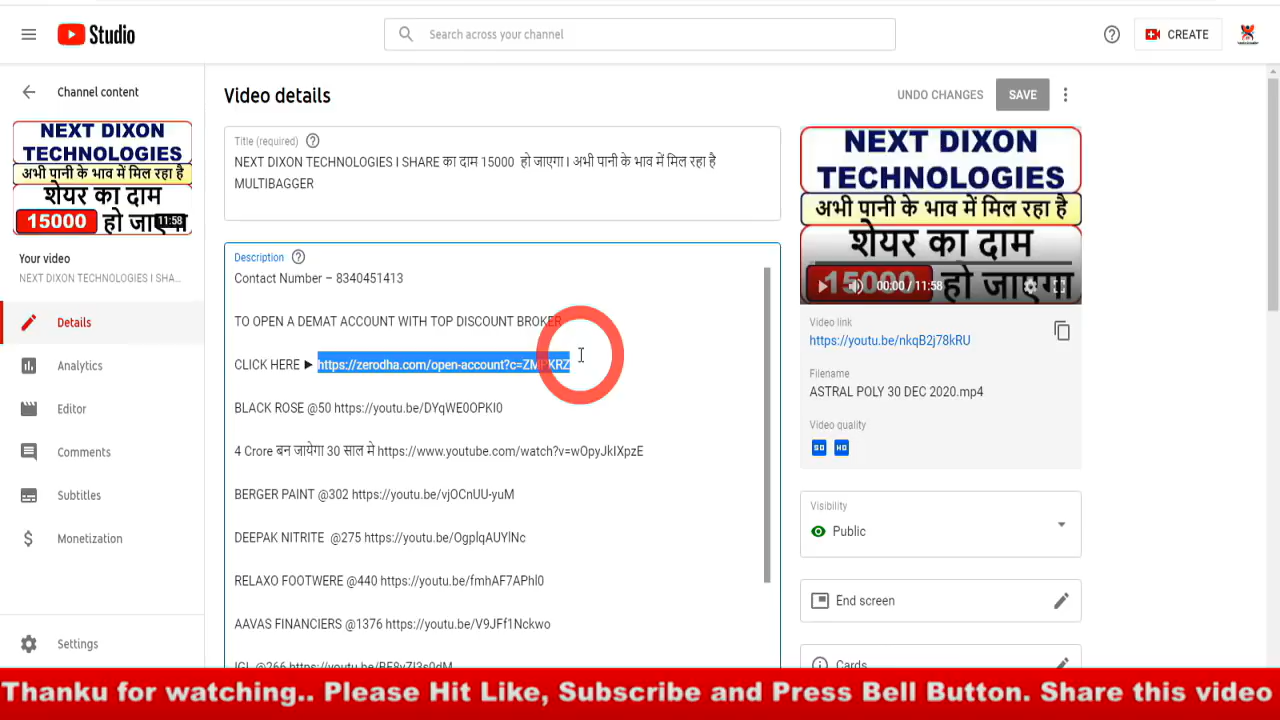 Studio
Search across your channel
CREATE
Channel content
NEXT DIXON
TECHNOLOGIES
अभी पानी के भाव में मिल रहा है
शेयर का दाम
15000 हो जाएगा
11:58
Your video
NEXT DIXON TECHNOLOGIES I SHA...
Details
Analytics
Editor
Comments
Subtitles
Monetization
Settings
Video details
UNDO CHANGES
SAVE
Title (required)
NEXT DIXON TECHNOLOGIES I SHARE का दाम 15000 हो जाएगा I अभी पानी के भाव में मिल रहा है
MULTIBAGGER
Description
Contact Number – 8340451413
TO OPEN A DEMAT ACCOUNT WITH TOP DISCOUNT BROKER
CLICK HERE ► https://zerodha.com/open-account?c=ZMPKRZ
BLACK ROSE @50 https://youtu.be/DYqWE0OPKI0
4 Crore बन जायेगा 30 साल मे https://www.youtube.com/watch?v=wOpyJkIXpzE
BERGER PAINT @302 https://youtu.be/vjOCnUU-yuM
DEEPAK NITRITE @275 https://youtu.be/OgplqAUYlNc
RELAXO FOOTWERE @440 https://youtu.be/fmhAF7APhl0
AAVAS FINANCIERS @1376 https://youtu.be/V9JFf1Nckwo
IGL @266
NEXT DIXON
TECHNOLOGIES
अभी पानी के भाव में मिल रहा है
शेयर का दाम
15000 हो जाएगा
00:00 / 11:58
Video link
https://youtu.be/nkqB2j78kRU
Filename
ASTRAL POLY 30 DEC 2020.mp4
Video quality
SD HD
Visibility
Public
End screen
Cards
Thanku for watching.. Please Hit Like, Subscribe and Press Bell Button. Share this video